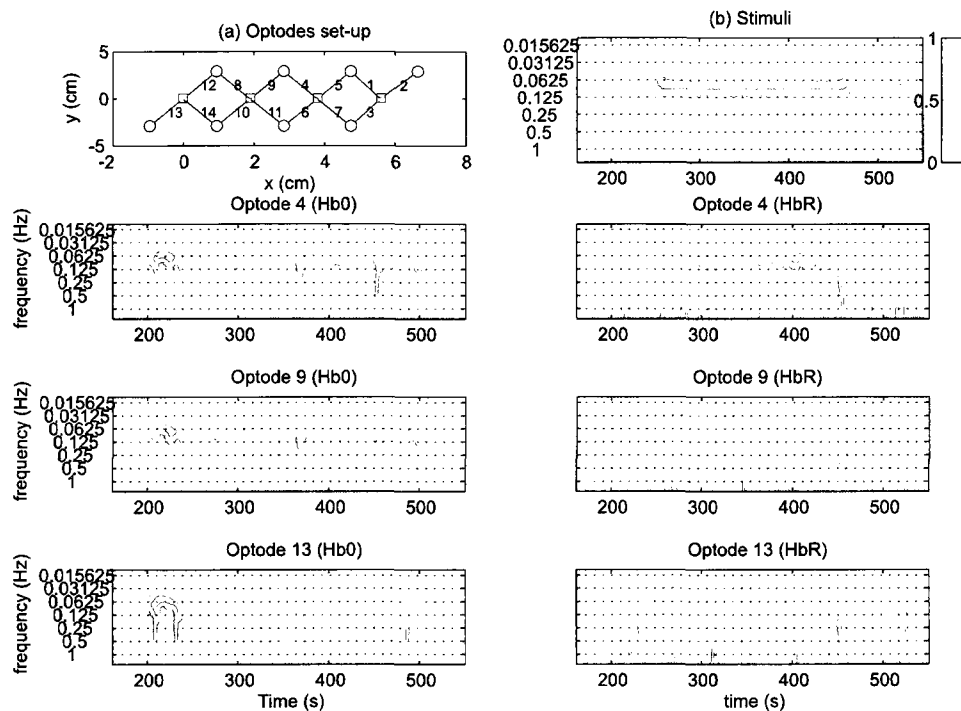 (a) Optodes set-up
5
0
-5
y (cm)
12 8 9 4 5 1 2
13 14 10 11 6 7 3
-2 0 2 4 6 8
x (cm)
(b) Stimuli
0.015625
0.03125
0.0625
0.125
0.25
0.5
1
200 300 400 500
1
0.5
0
Optode 4 (Hb0)
frequency (Hz)
0.015625
0.03125
0.0625
0.125
0.25
0.5
1
200 300 400 500
Optode 4 (HbR)
200 300 400 500
Optode 9 (Hb0)
frequency (Hz)
0.015625
0.03125
0.0625
0.125
0.25
0.5
1
200 300 400 500
Optode 9 (HbR)
200 300 400 500
Optode 13 (Hb0)
frequency (Hz)
0.015625
0.03125
0.0625
0.125
0.25
0.5
1
200 300 400 500
Time (s)
Optode 13 (HbR)
200 300 400 500
time (s)